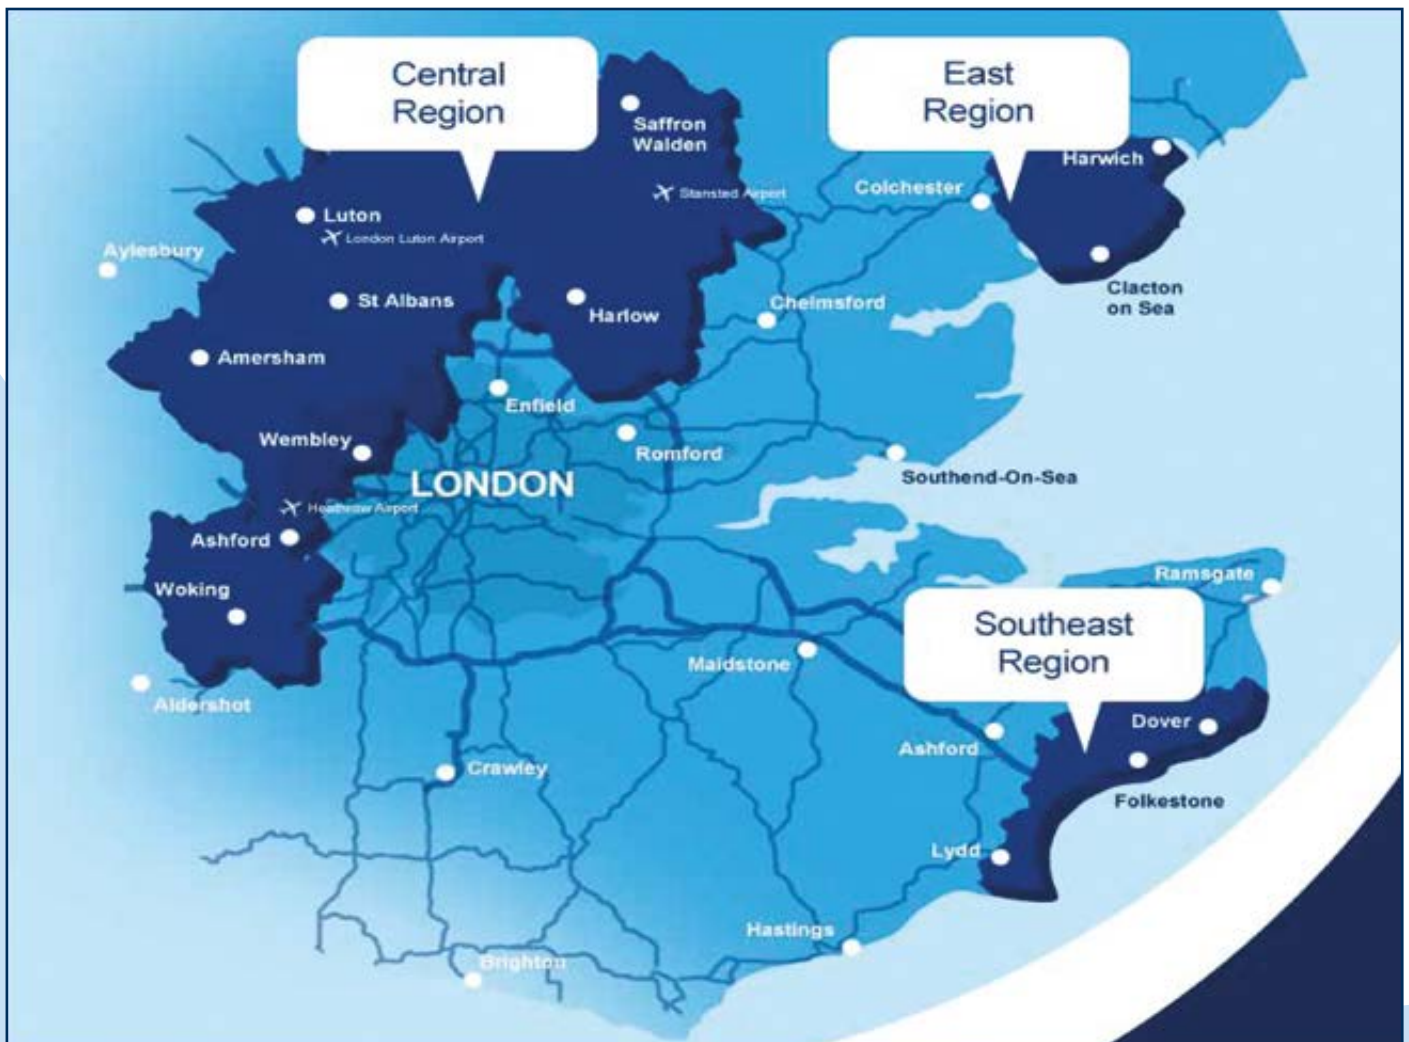 Central
Region
East
Region
Saffron
Walden
Harwich
Stansted Airport
Colchester
Luton
London Luton Airport
Aylesbury
Clacton
on Sea
St Albans
Harlow
Chelmsford
Amersham
Enfield
Wembley
Romford
LONDON
Southend-On-Sea
Heathrow Airport
Ashford
Ramsgate
Woking
Southeast
Region
Maidstone
Aldershot
Dover
Ashford
Crawley
Folkestone
Lydd
Hastings
Brighton